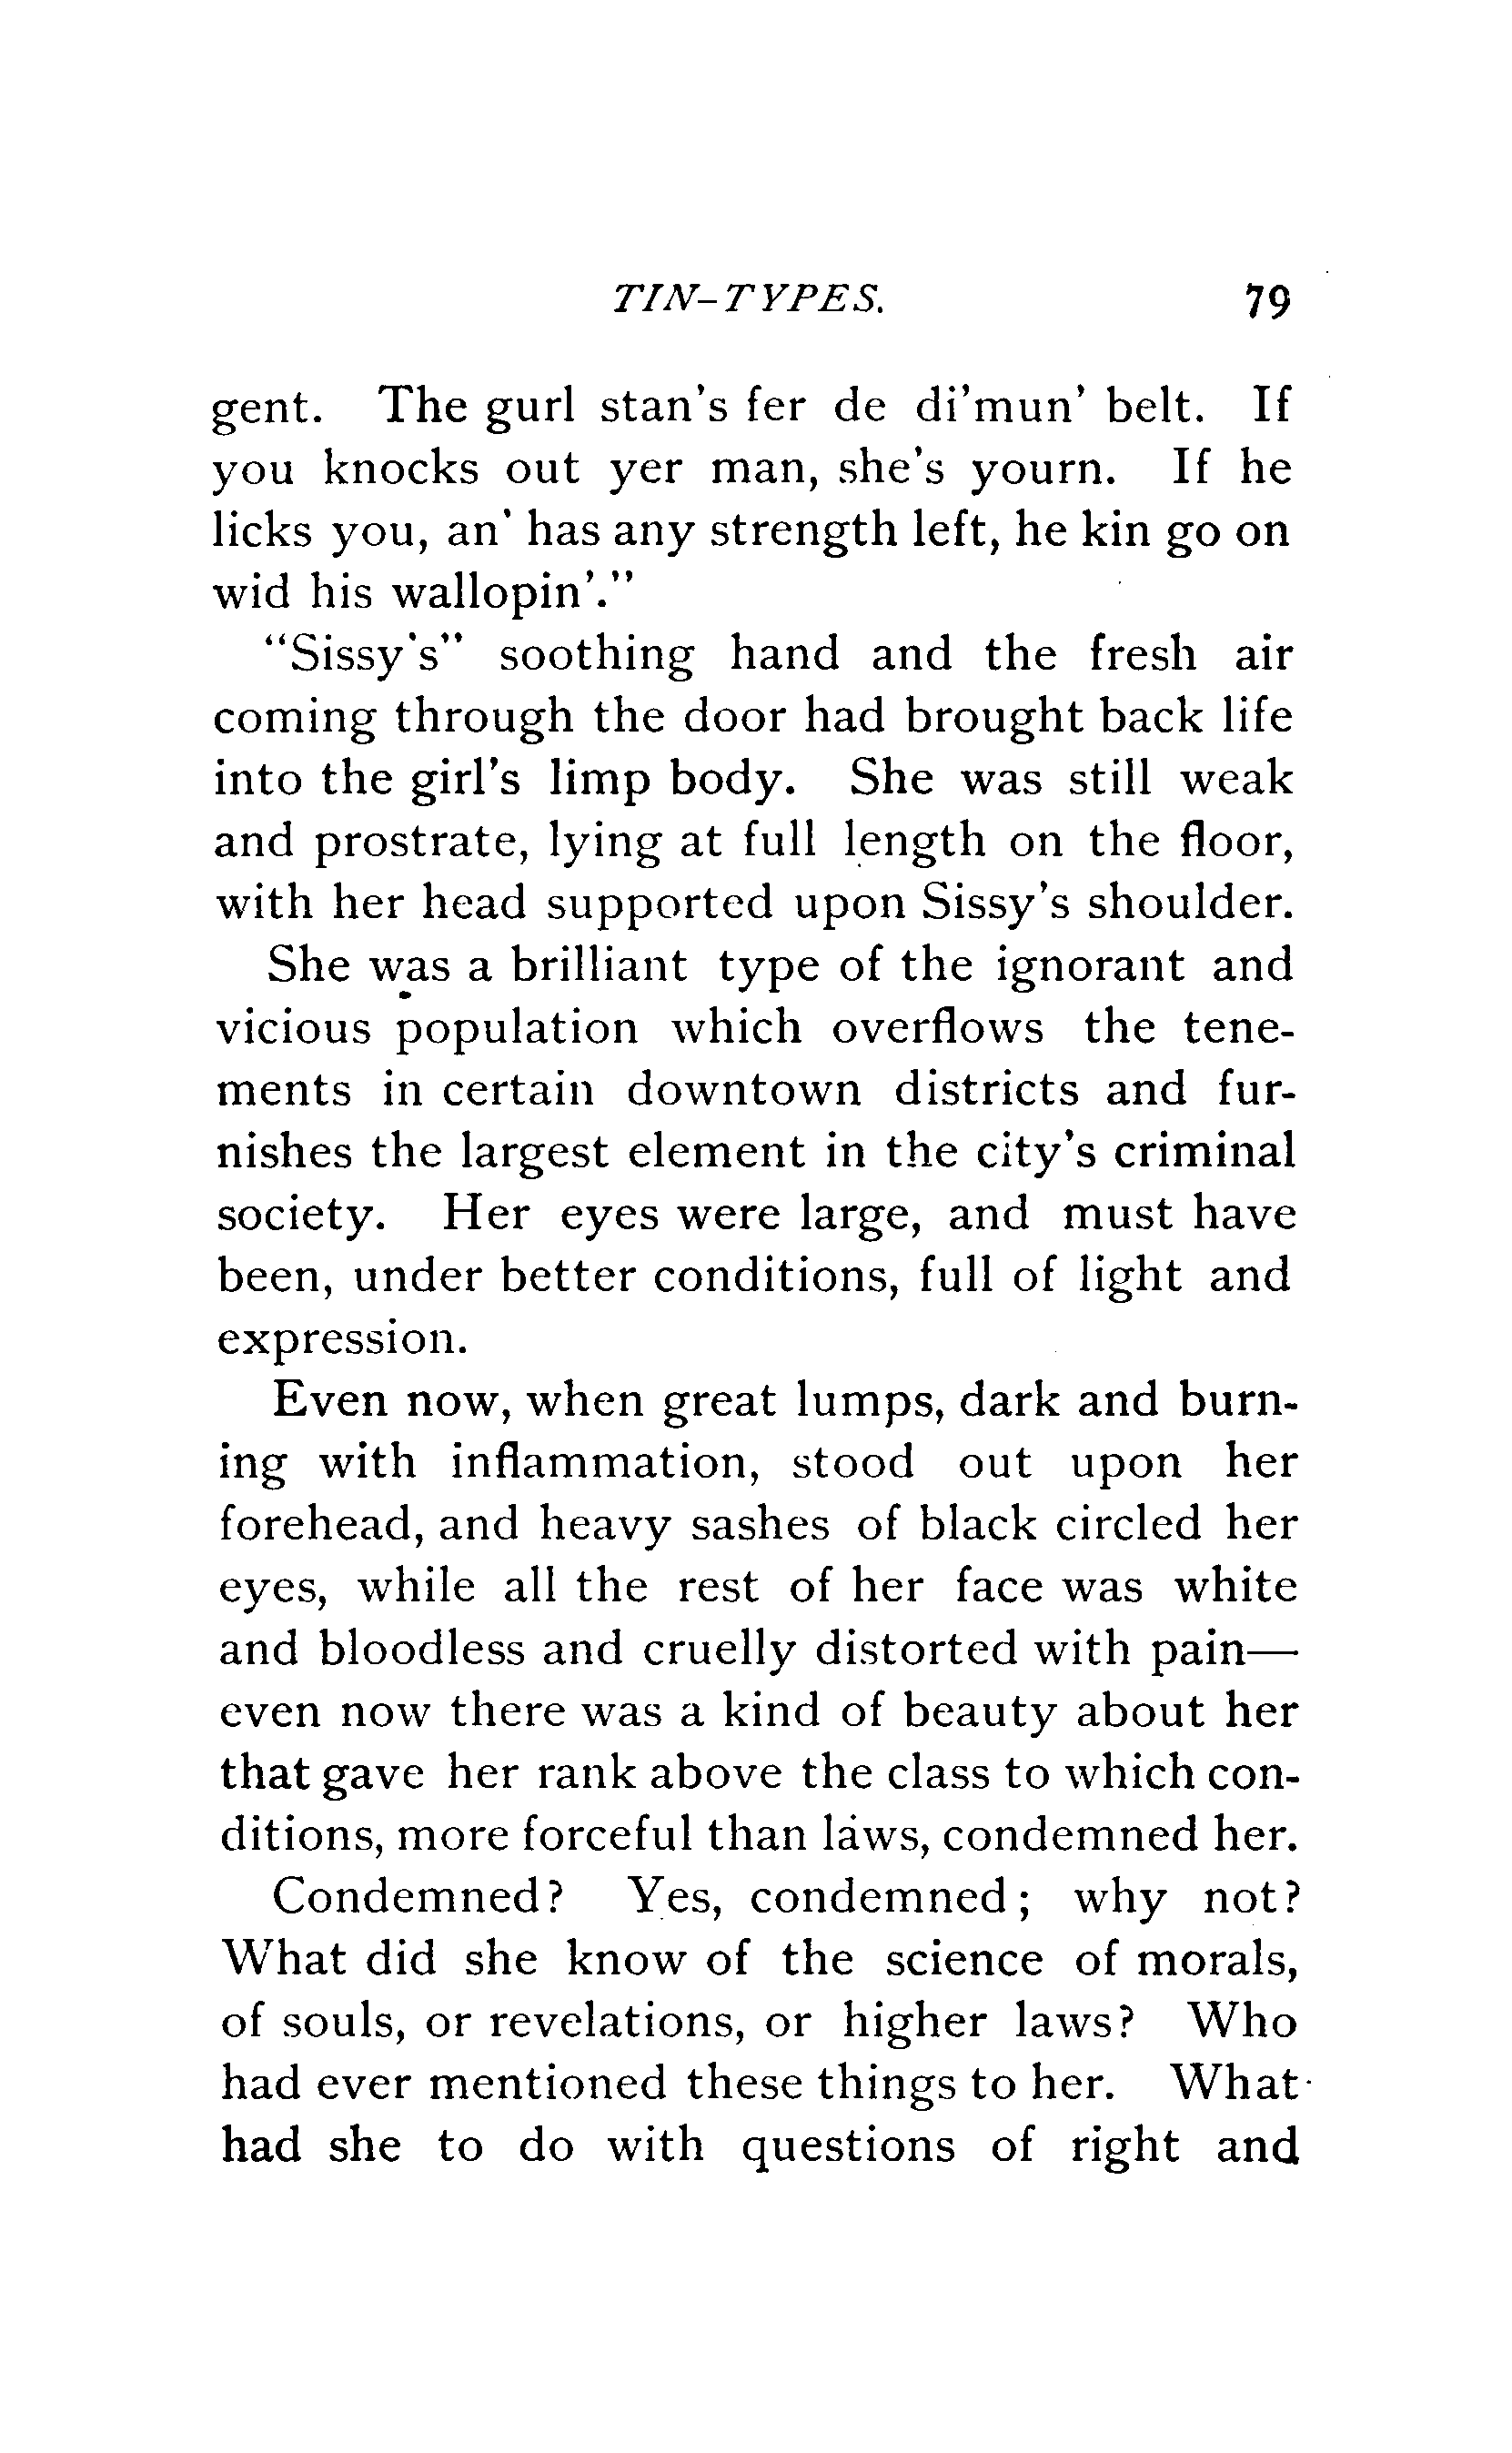 TIN-TYPES. 79
gent. The gurl stan's fer de di'mun' belt. If
you knocks out yer man, she's yourn. If he
licks you, an' has any strength left, he kin go on
wid his wallopin'."
"Sissy's" soothing hand and the fresh air
coming through the door had brought back life
into the girl's limp body. She was still weak
and prostrate, lying at full length on the floor,
with her head supported upon Sissy's shoulder.
She was a brilliant type of the ignorant and
vicious population which overflows the tene-
ments in certain downtown districts and fur-
nishes the largest element in the city's criminal
society. Her eyes were large, and must have
been, under better conditions, full of light and
expression.
Even now, when great lumps, dark and burn-
ing with inflammation, stood out upon her
forehead, and heavy sashes of black circled her
eyes, while all the rest of her face was white
and bloodless and cruelly distorted with pain—
even now there was a kind of beauty about her
that gave her rank above the class to which con-
ditions, more forceful than laws, condemned her.
Condemned? Yes, condemned; why not?
What did she know of the science of morals,
of souls, or revelations, or higher laws? Who
had ever mentioned these things to her. What
had she to do with questions of right and